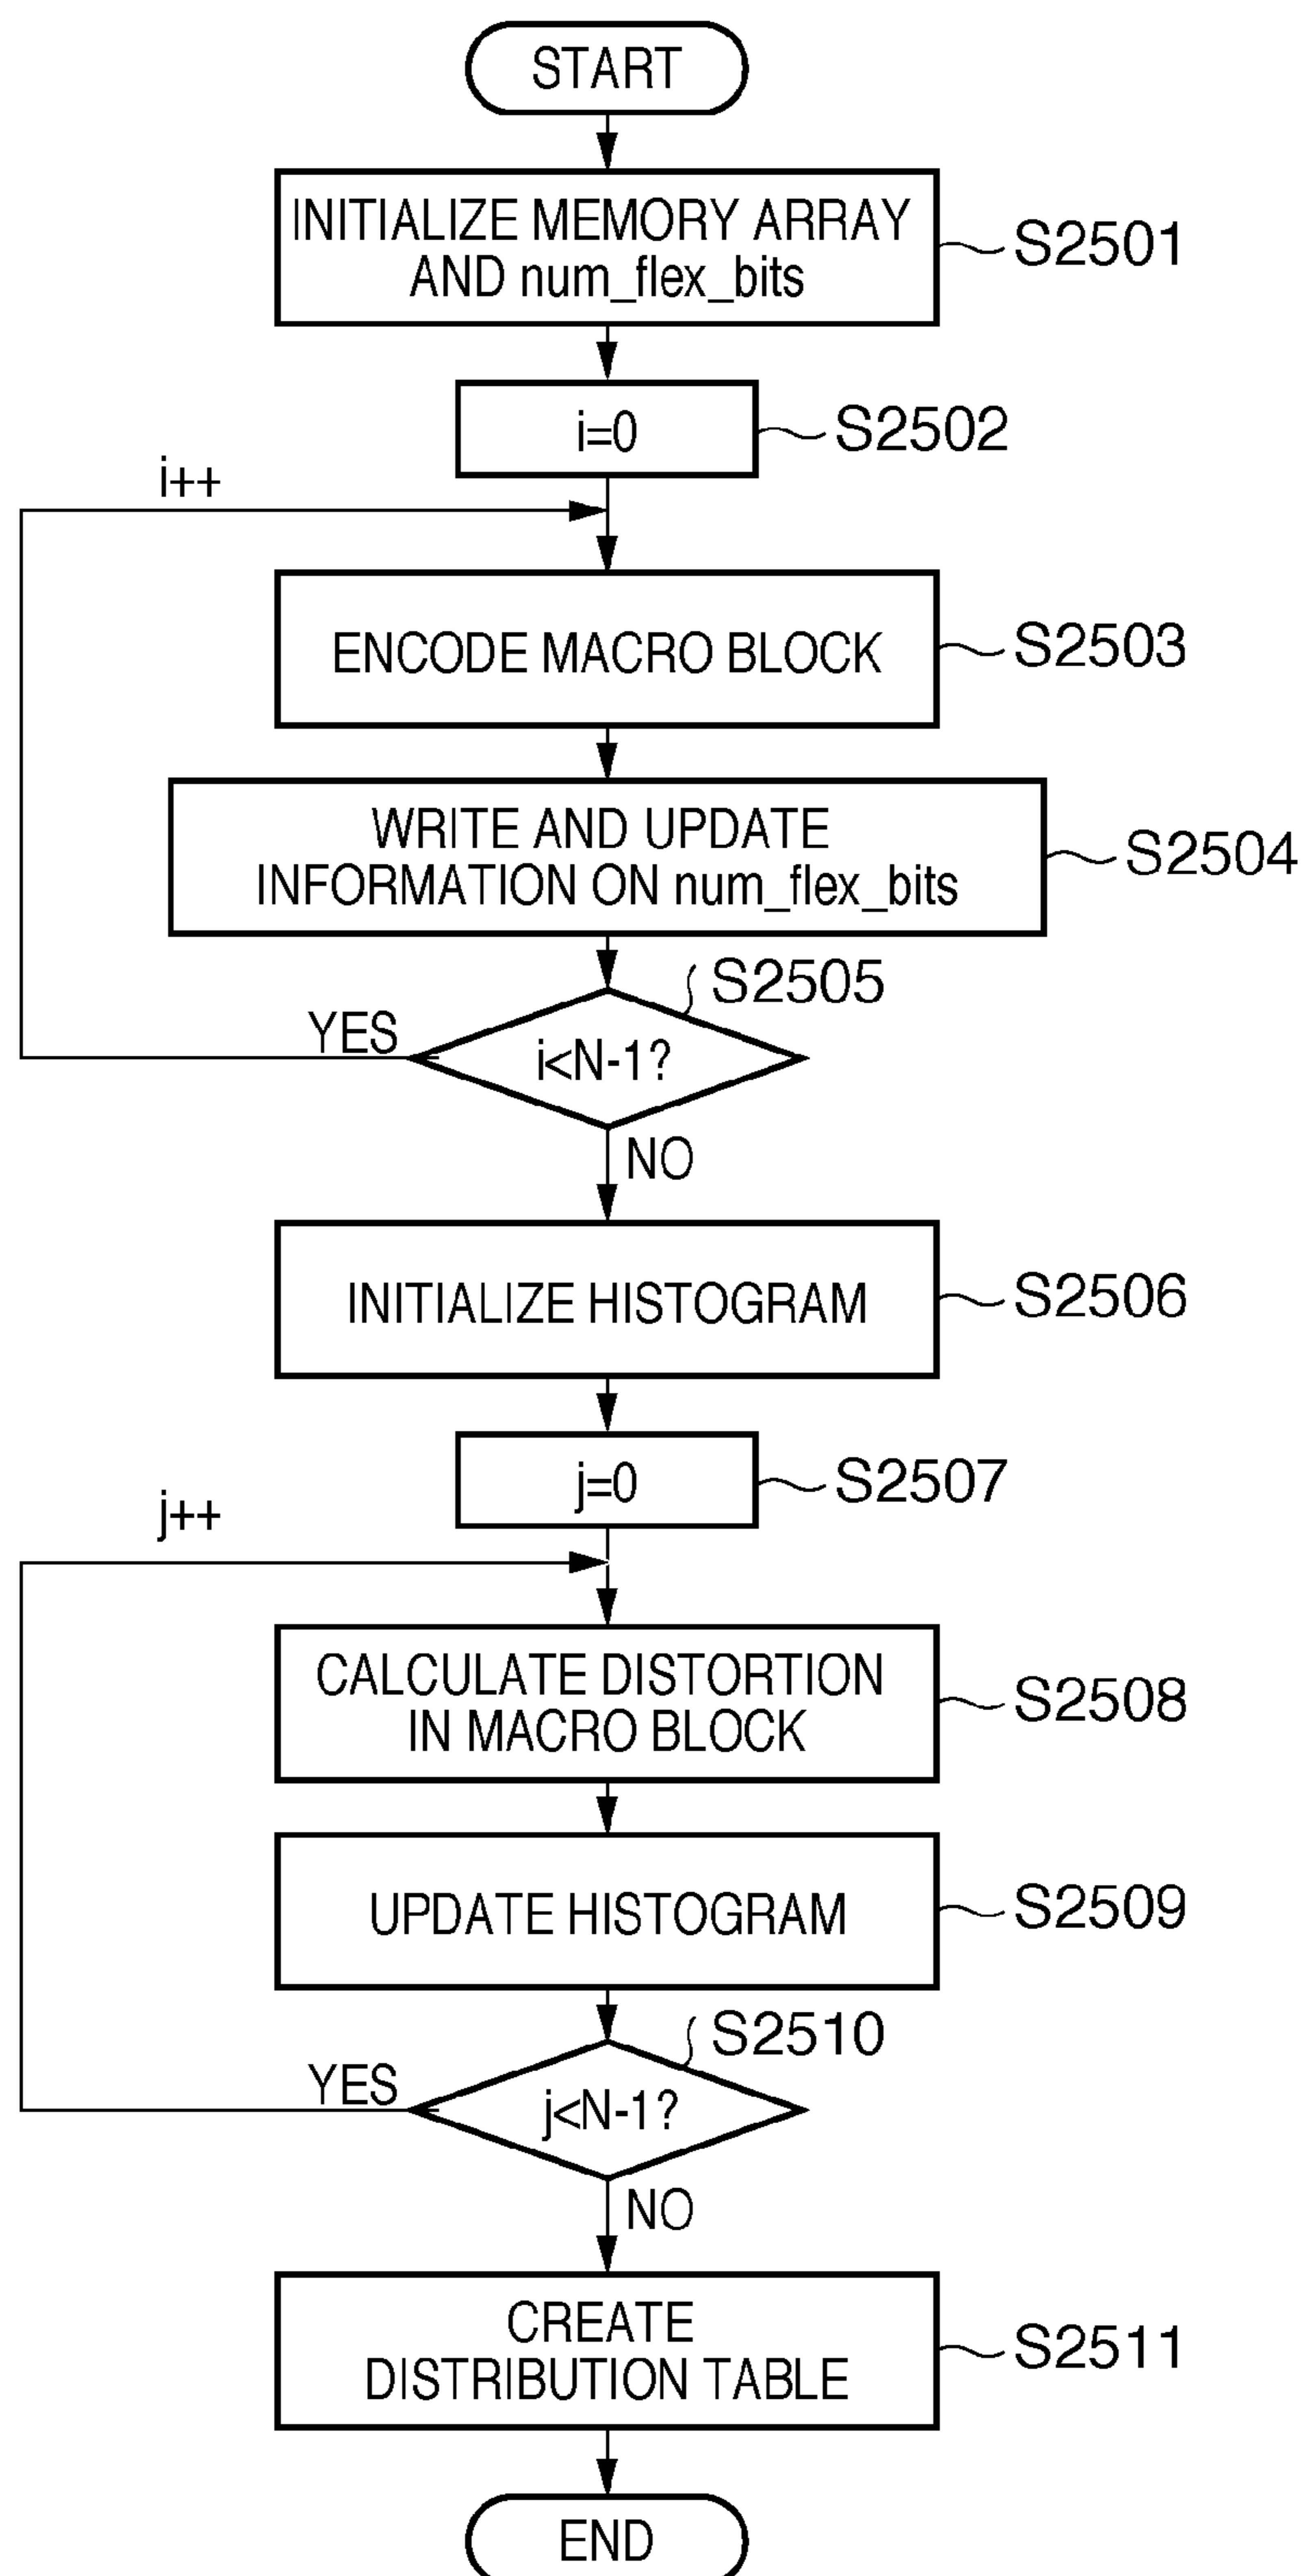 START
INITIALIZE MEMORY ARRAY
AND num_flex_bits
S2501
i=0
S2502
i++
ENCODE MACRO BLOCK
S2503
WRITE AND UPDATE
INFORMATION ON num_flex_bits
S2504
S2505
YES
i<N-1?
NO
INITIALIZE HISTOGRAM
S2506
j=0
S2507
j++
CALCULATE DISTORTION
IN MACRO BLOCK
S2508
UPDATE HISTOGRAM
S2509
S2510
YES
j<N-1?
NO
CREATE
DISTRIBUTION TABLE
S2511
END